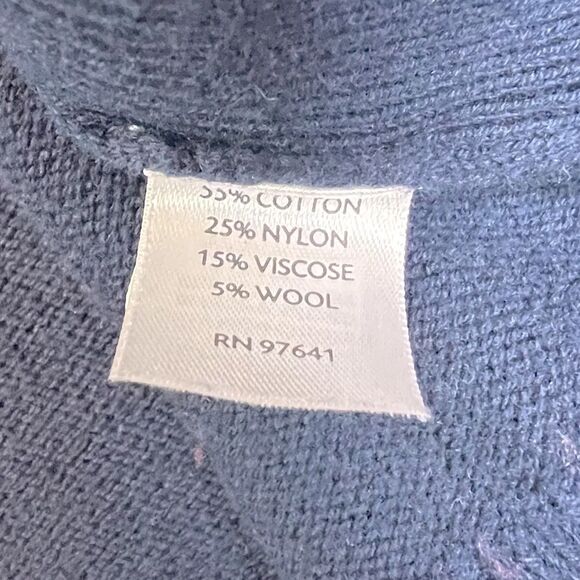 55% COTTON
25% NYLON
15% VISCOSE
5% WOOL
RN 97641